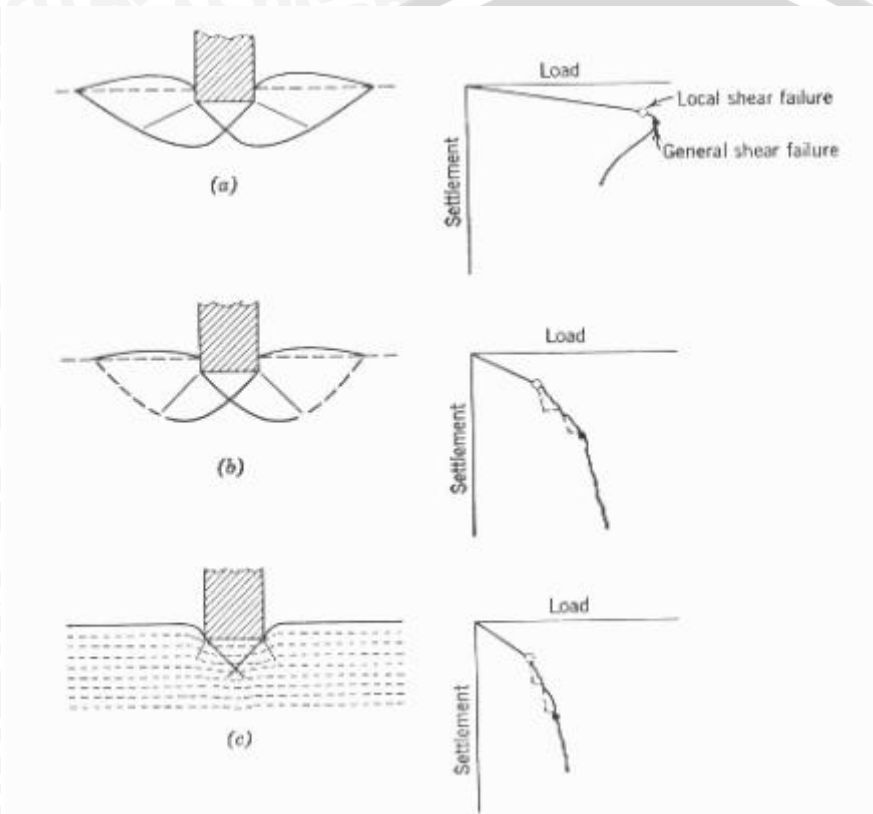 Load
Local shear failure
General shear failure
Settlement
(a)
Load
Settlement
(b)
Load
Settlement
(c)